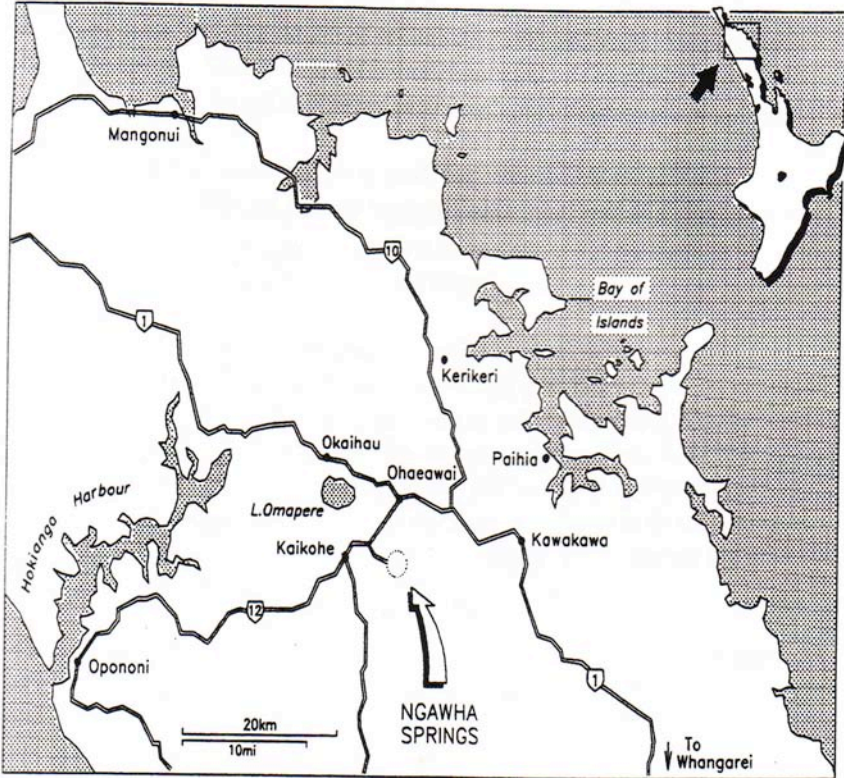 Mangonui
10
Bay of
Islands
1
Kerikeri
Okaihau
Paihia
Ohaeawai
Hokianga Harbour
L.Omapere
Kawakawa
Kaikohe
12
Opononi
1
NGAWHA
SPRINGS
20km
10mi
To
Whangarei